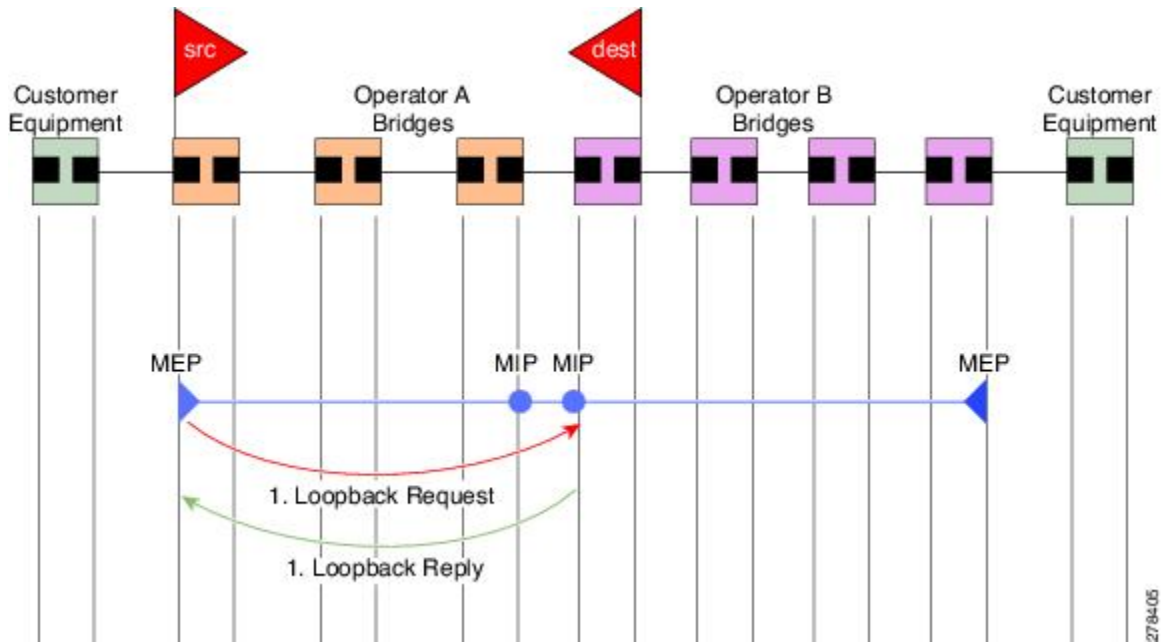 src
dest
Customer
Equipment
Operator A
Bridges
Operator B
Bridges
Customer
Equipment
MEP
MIP
MIP
MEP
1. Loopback Request
1. Loopback Reply
278405